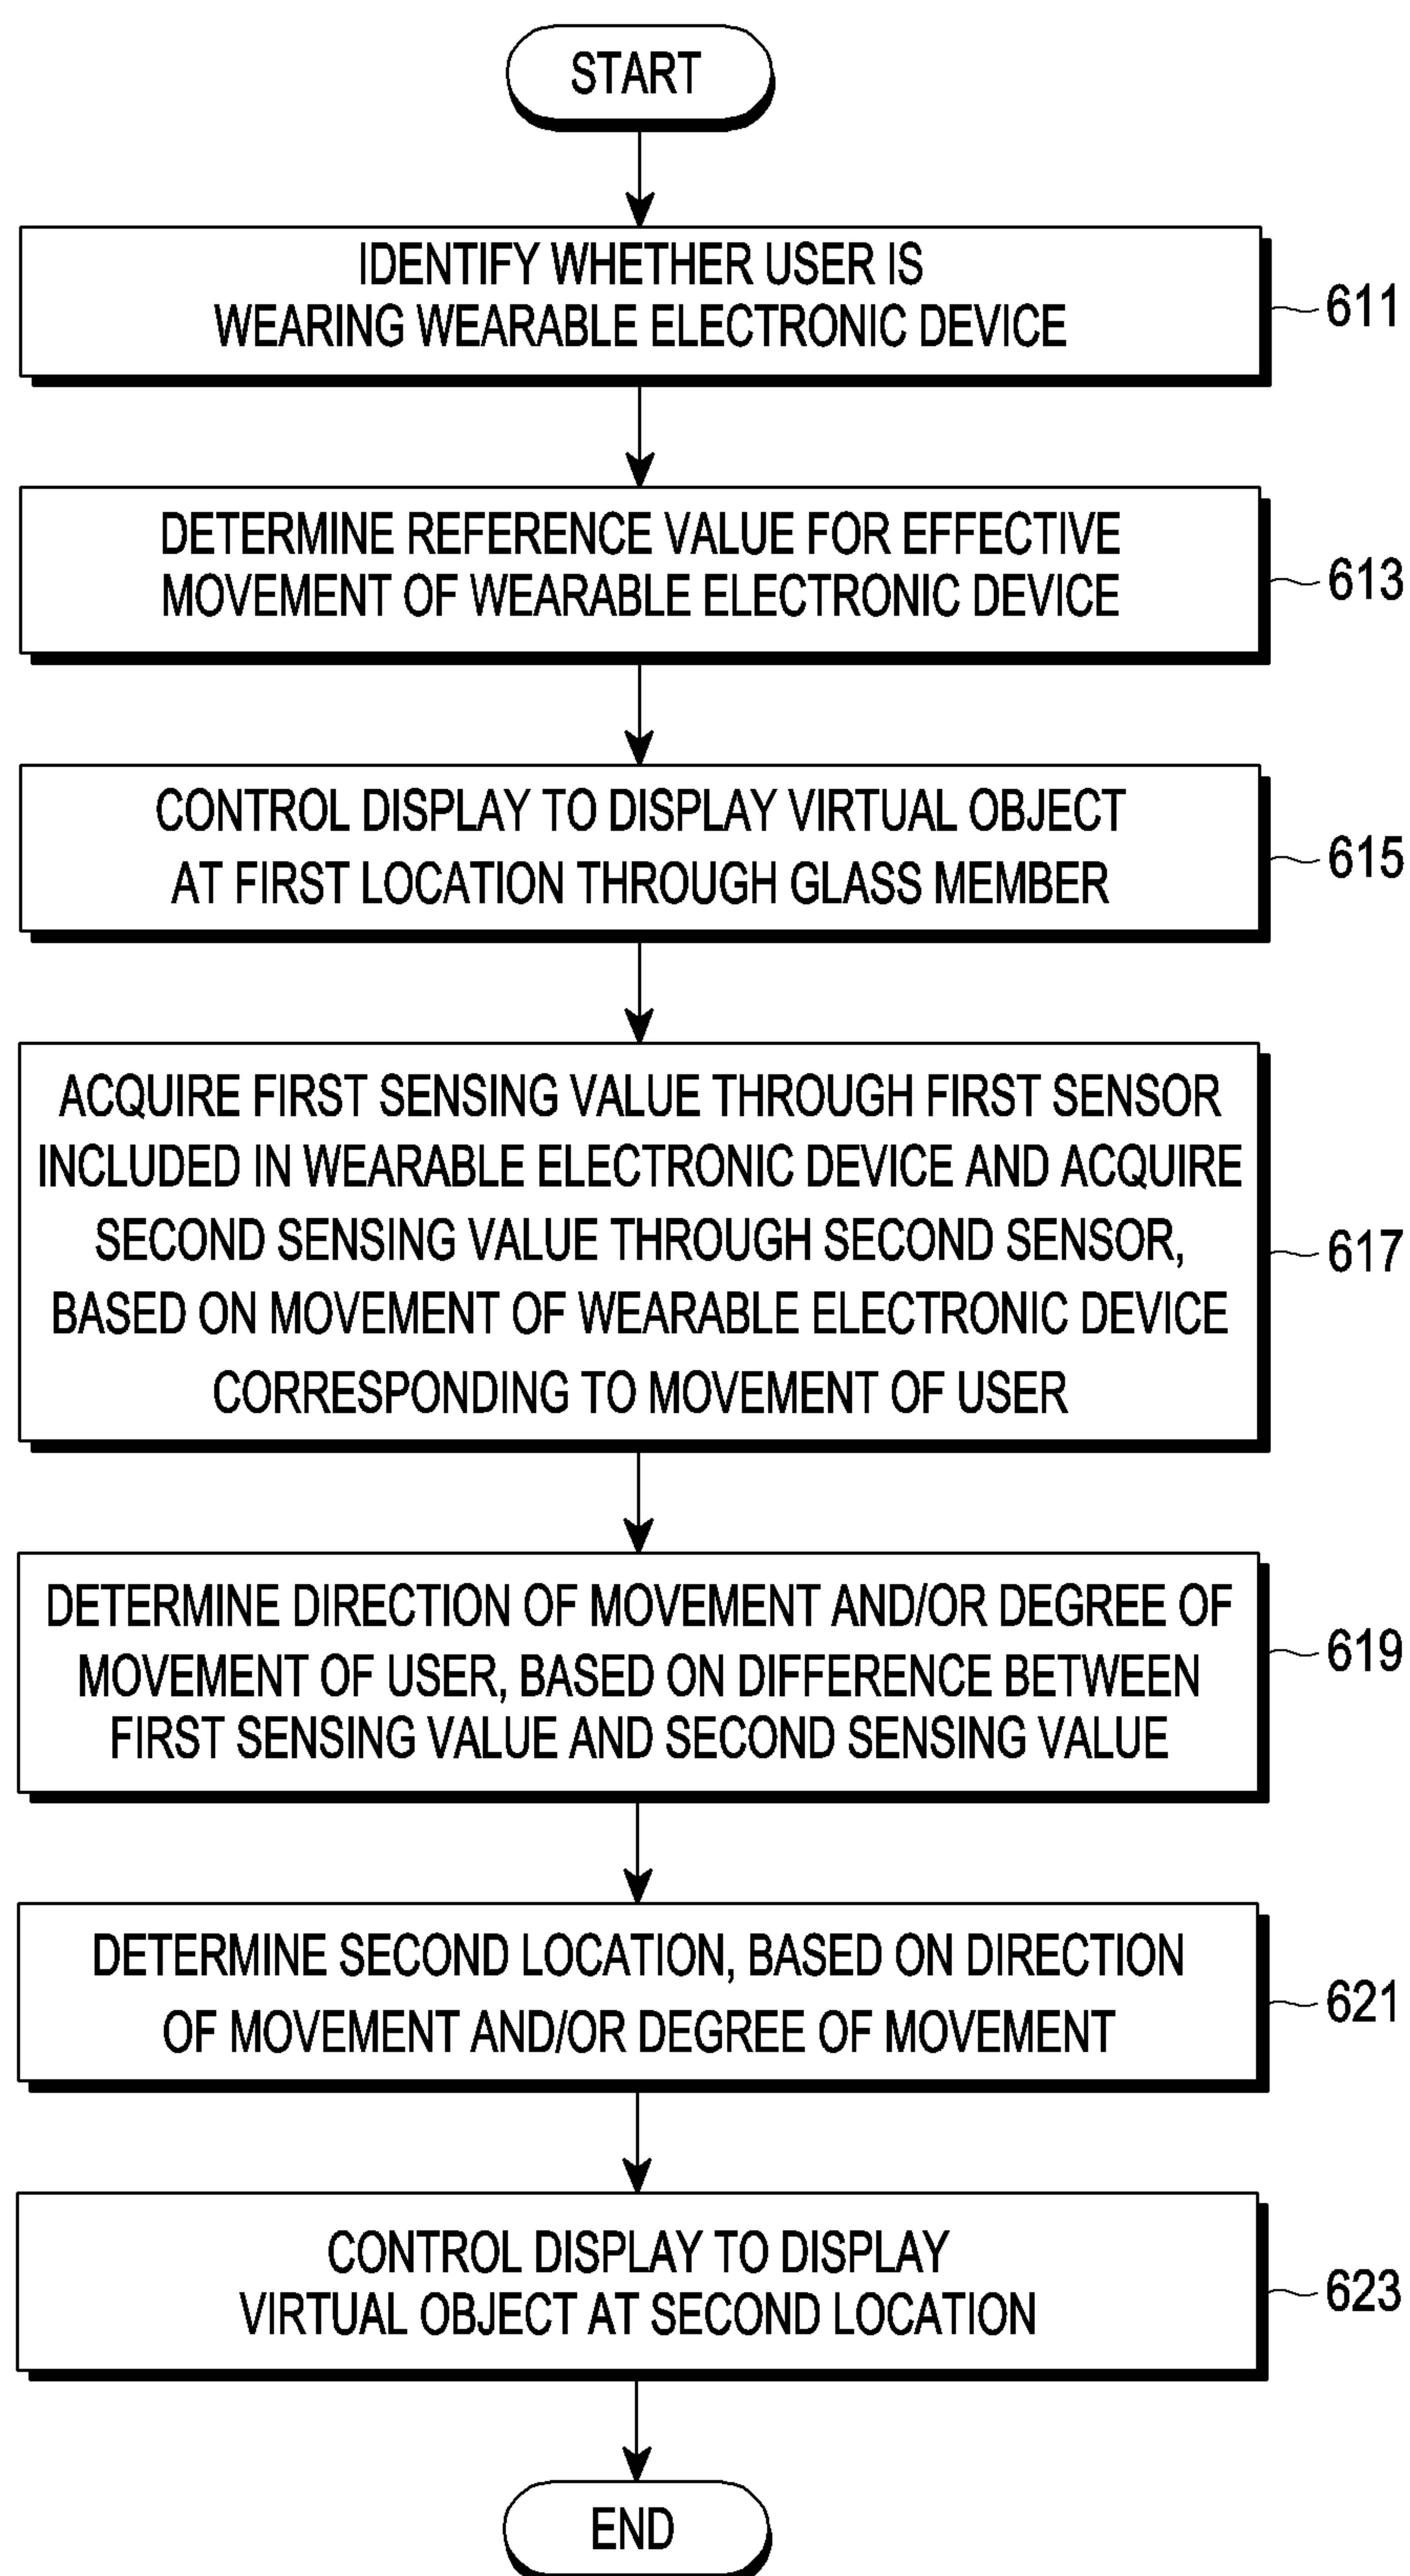 START
IDENTIFY WHETHER USER IS
WEARING WEARABLE ELECTRONIC DEVICE
611
DETERMINE REFERENCE VALUE FOR EFFECTIVE
MOVEMENT OF WEARABLE ELECTRONIC DEVICE
613
CONTROL DISPLAY TO DISPLAY VIRTUAL OBJECT
AT FIRST LOCATION THROUGH GLASS MEMBER
615
ACQUIRE FIRST SENSING VALUE THROUGH FIRST SENSOR
INCLUDED IN WEARABLE ELECTRONIC DEVICE AND ACQUIRE
SECOND SENSING VALUE THROUGH SECOND SENSOR,
BASED ON MOVEMENT OF WEARABLE ELECTRONIC DEVICE
CORRESPONDING TO MOVEMENT OF USER
617
DETERMINE DIRECTION OF MOVEMENT AND/OR DEGREE OF
MOVEMENT OF USER, BASED ON DIFFERENCE BETWEEN
FIRST SENSING VALUE AND SECOND SENSING VALUE
619
DETERMINE SECOND LOCATION, BASED ON DIRECTION
OF MOVEMENT AND/OR DEGREE OF MOVEMENT
621
CONTROL DISPLAY TO DISPLAY
VIRTUAL OBJECT AT SECOND LOCATION
623
END